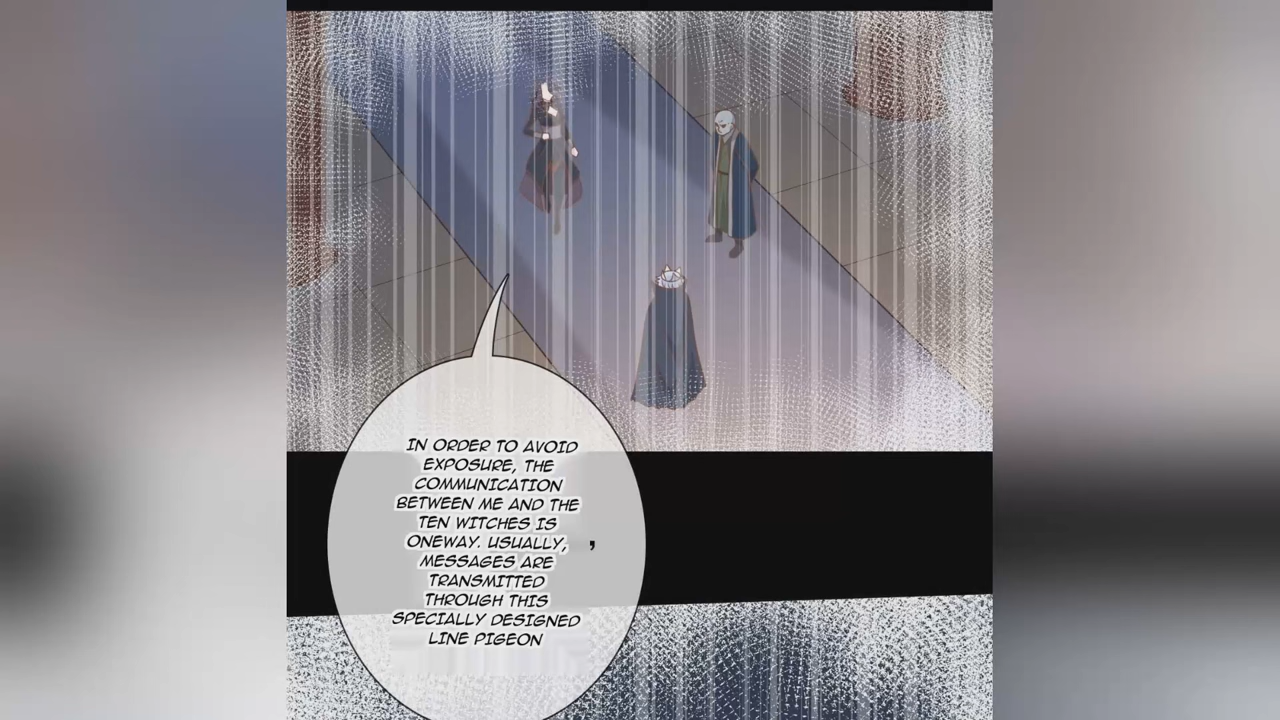 IN ORDER TO AVOID
EXPOSURE, THE
COMMUNICATION
BETWEEN ME AND THE
TEN WITCHES IS
ONEWAY. USUALLY, ,
MESSAGES ARE
TRANSMITTED
THROUGH THIS
SPECIALLY DESIGNED
LINE PIGEON